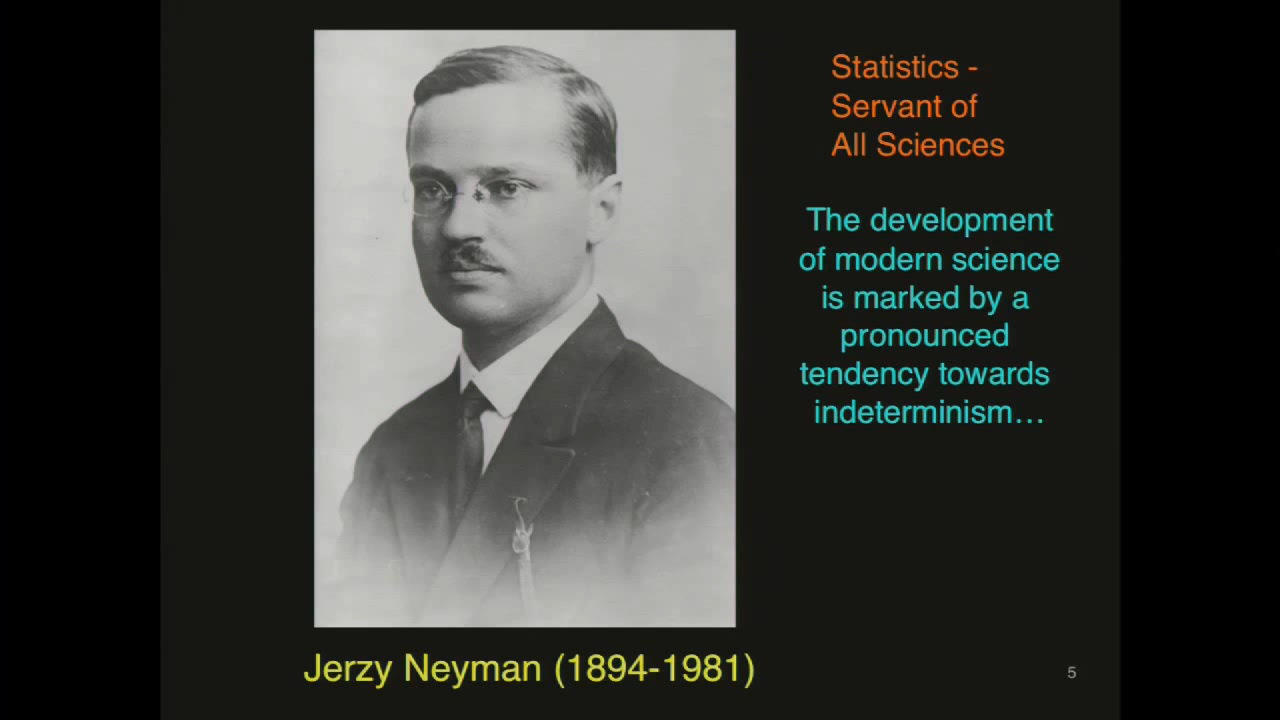 Statistics -
Servant of
All Sciences
The development
of modern science
is marked by a
pronounced
tendency towards
indeterminism…
Jerzy Neyman (1894-1981)
5